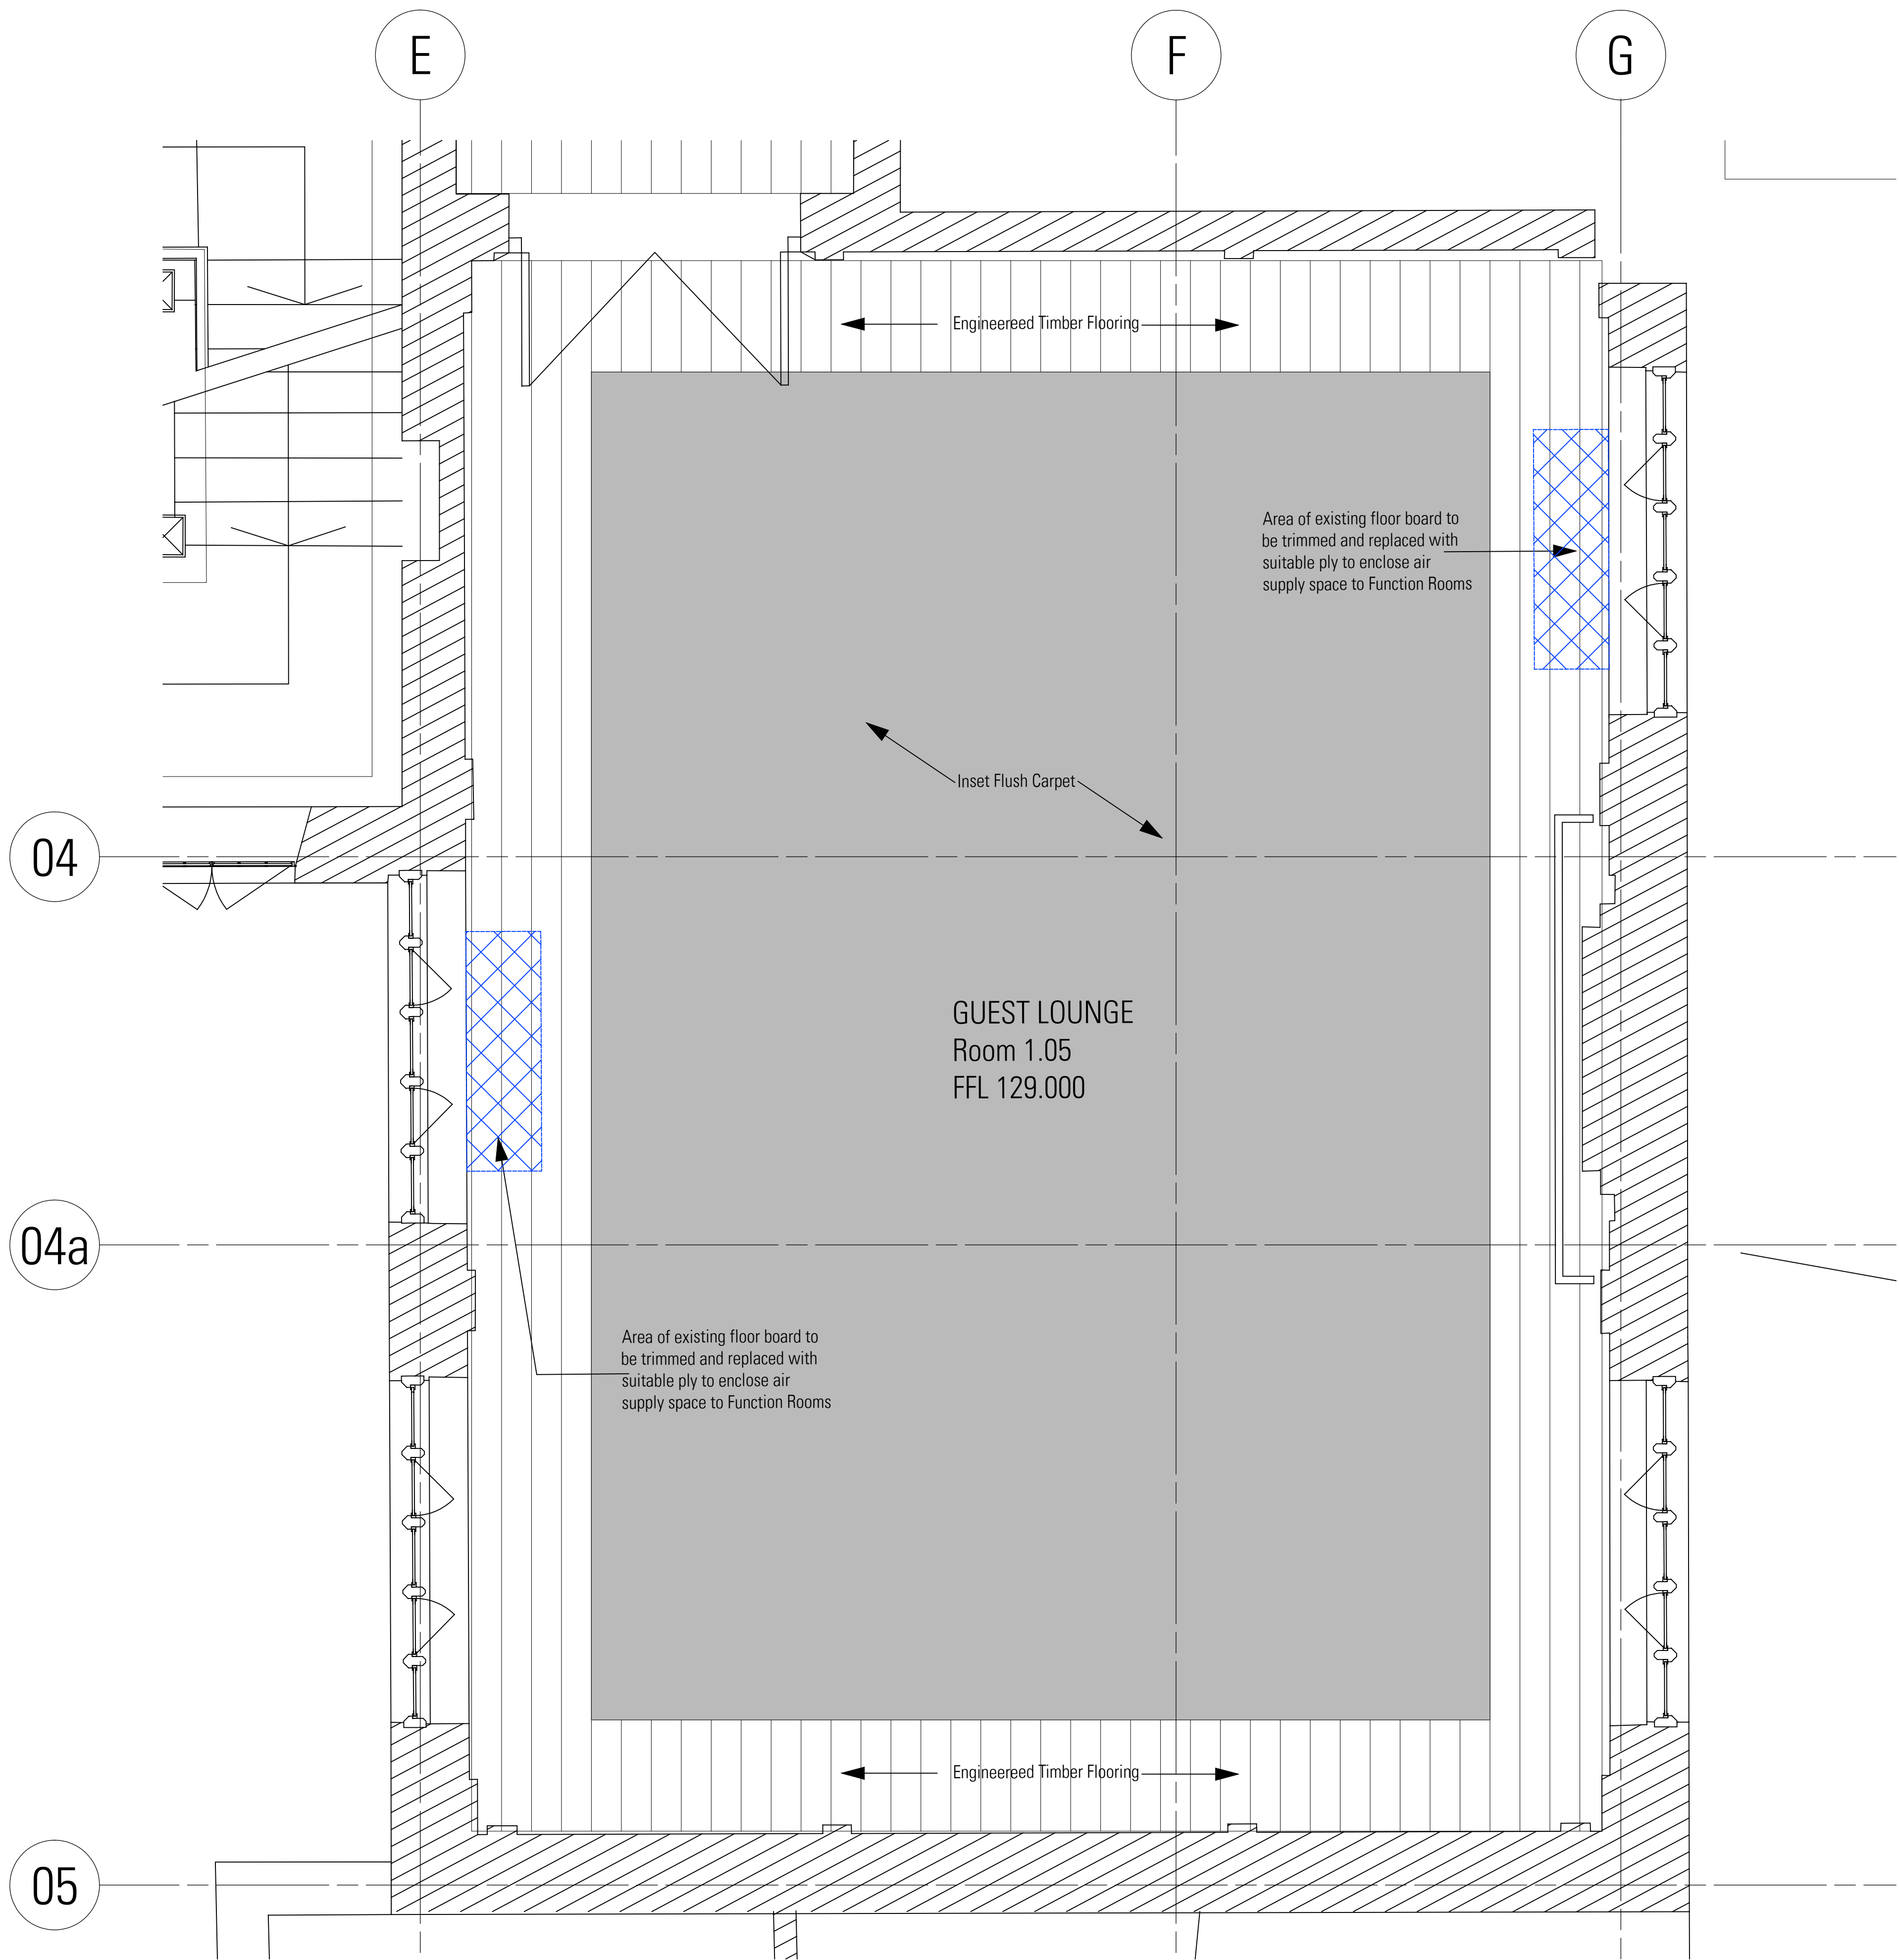 E
F
G
Engineereed Timber Flooring
Area of existing floor board to
be trimmed and replaced with
suitable ply to enclose air
supply space to Function Rooms
Inset Flush Carpet
04
GUEST LOUNGE
Room 1.05
FFL 129.000
04a
Area of existing floor board to
be trimmed and replaced with
suitable ply to enclose air
supply space to Function Rooms
Engineereed Timber Flooring
05